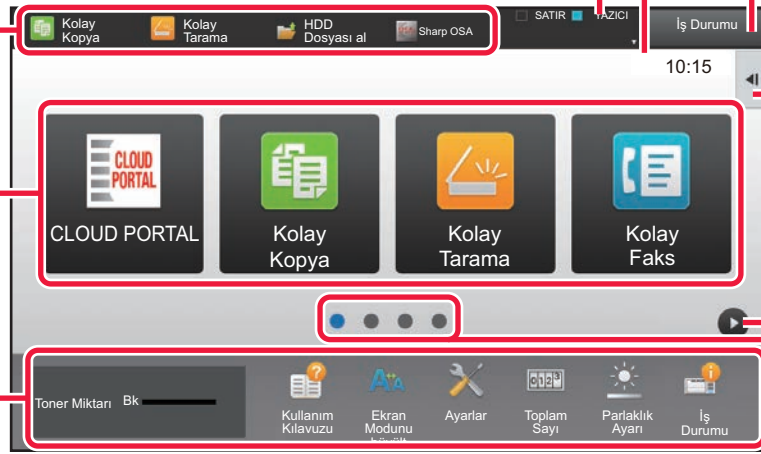 Kolay
Kopya
Kolay
Tarama
HDD
Dosyası al
Sharp OSA
SATIR
YAZICI
İş Durumu
10:15
CLOUD
PORTAL
CLOUD PORTAL
Kolay
Kopya
Kolay
Tarama
Kolay
Faks
Toner Miktarı
Bk
Kullanım
Kılavuzu
Ekran
Modunu
büyült
Ayarlar
Toplam
Sayı
Parlaklık
Ayarı
İş
Durumu